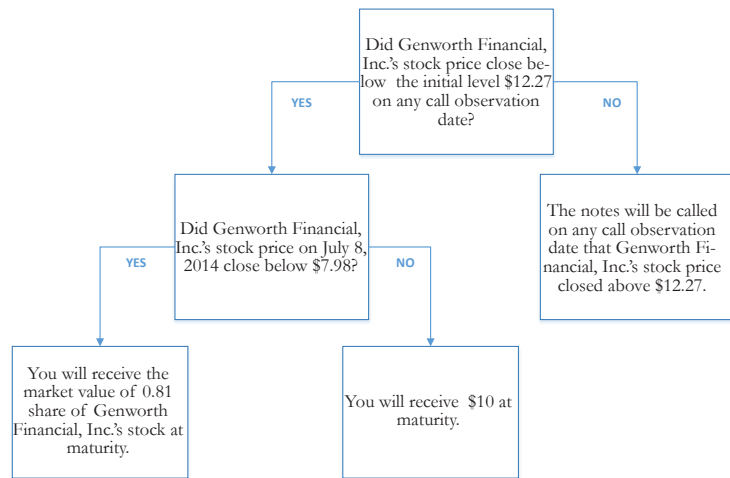 Did Genworth Financial,
Inc.'s stock price close be-
low the initial level $12.27
on any call observation
date?
YES
NO
Did Genworth Financial,
Inc.'s stock price on July 8,
2014 close below $7.98?
The notes will be called
on any call observation
date that Genworth Fi-
nancial, Inc.'s stock price
closed above $12.27.
YES
NO
You will receive the
market value of 0.81
share of Genworth
Financial, Inc.'s stock at
maturity.
You will receive $10 at
maturity.